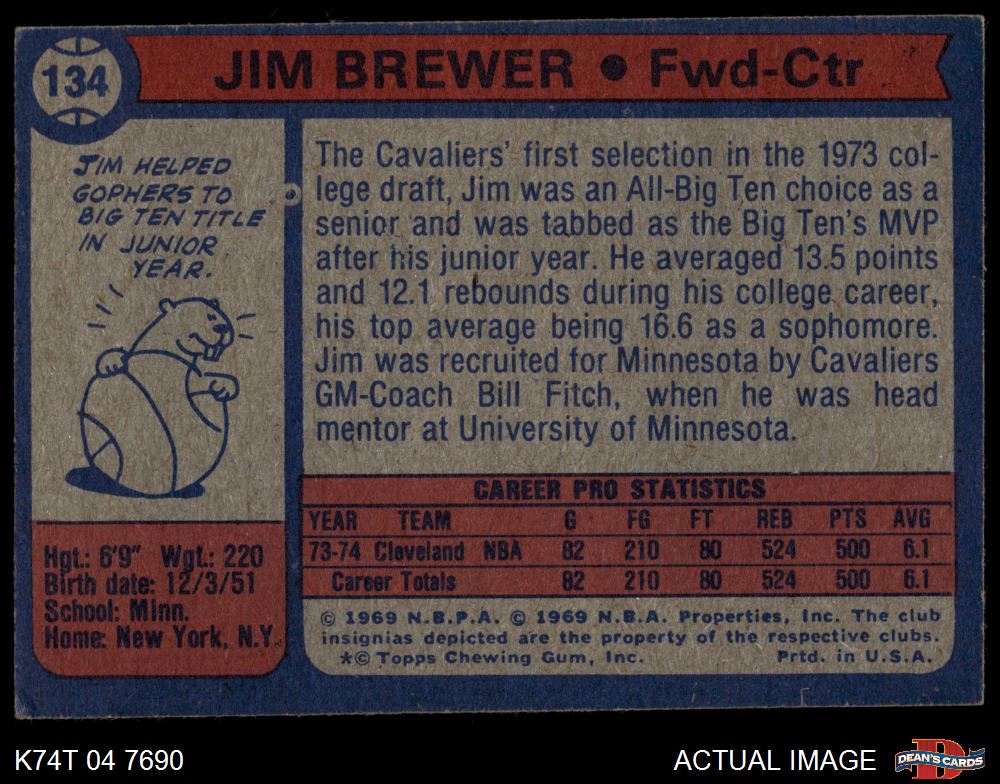 134
JIM BREWER • Fwd-Ctr
JIM HELPED
GOPHERS TO
BIG TEN TITLE
IN JUNIOR
YEAR.
The Cavaliers' first selection in the 1973 col-
lege draft, Jim was an All-Big Ten choice as a
senior and was tabbed as the Big Ten's MVP
after his junior year. He averaged 13.5 points
and 12.1 rebounds during his college career,
his top average being 16.6 as a sophomore.
Jim was recruited for Minnesota by Cavaliers
GM-Coach Bill Fitch, when he was head
mentor at University of Minnesota.
Hgt.: 6'9" Wgt.: 220
Birth date: 12/3/51
School: Minn.
Home: New York, N.Y.
CAREER PRO STATISTICS
YEAR TEAM G FG FT REB PTS AVG
73-74 Cleveland NBA 82 210 80 524 500 6.1
Career Totals 82 210 80 524 500 6.1
© 1969 N.B.P.A. © 1969 N.B.A. Properties, Inc. The club
insignias depicted are the property of the respective clubs.
*© Topps Chewing Gum, Inc. Prtd. in U.S.A.
K74T 04 7690
ACTUAL IMAGE
DEAN'S CARDS